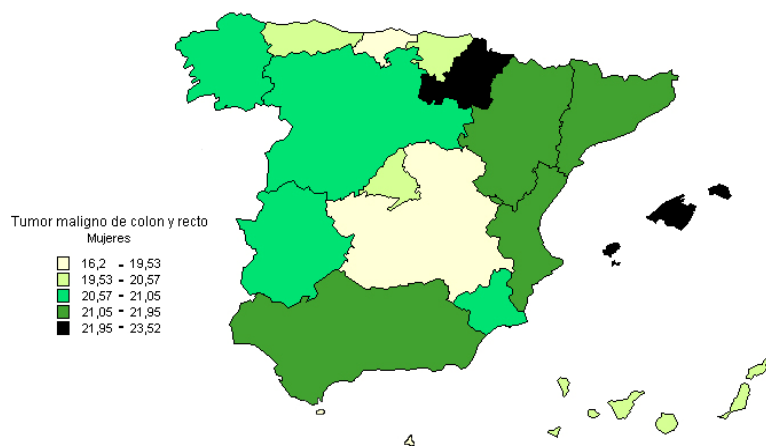 Tumor maligno de colon y recto
Mujeres
16,2 - 19,53
19,53 - 20,57
20,57 - 21,05
21,05 - 21,95
21,95 - 23,52